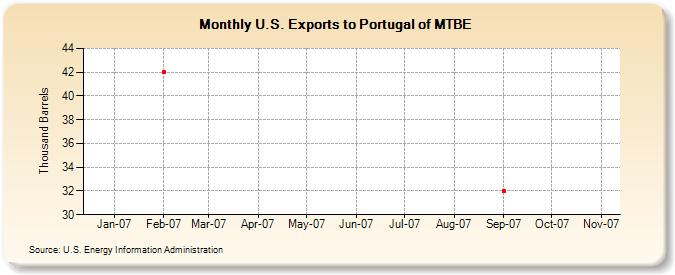 Monthly U.S. Exports to Portugal of MTBE
Thousand Barrels
44
42
40
38
36
34
32
30
Jan-07 Feb-07 Mar-07 Apr-07 May-07 Jun-07 Jul-07 Aug-07 Sep-07 Oct-07 Nov-07
Source: U.S. Energy Information Administration